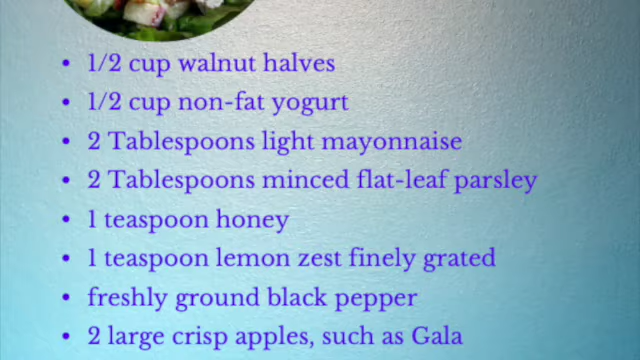 • 1/2 cup walnut halves
• 1/2 cup non-fat yogurt
• 2 Tablespoons light mayonnaise
• 2 Tablespoons minced flat-leaf parsley
• 1 teaspoon honey
• 1 teaspoon lemon zest finely grated
• freshly ground black pepper
• 2 large crisp apples, such as Gala